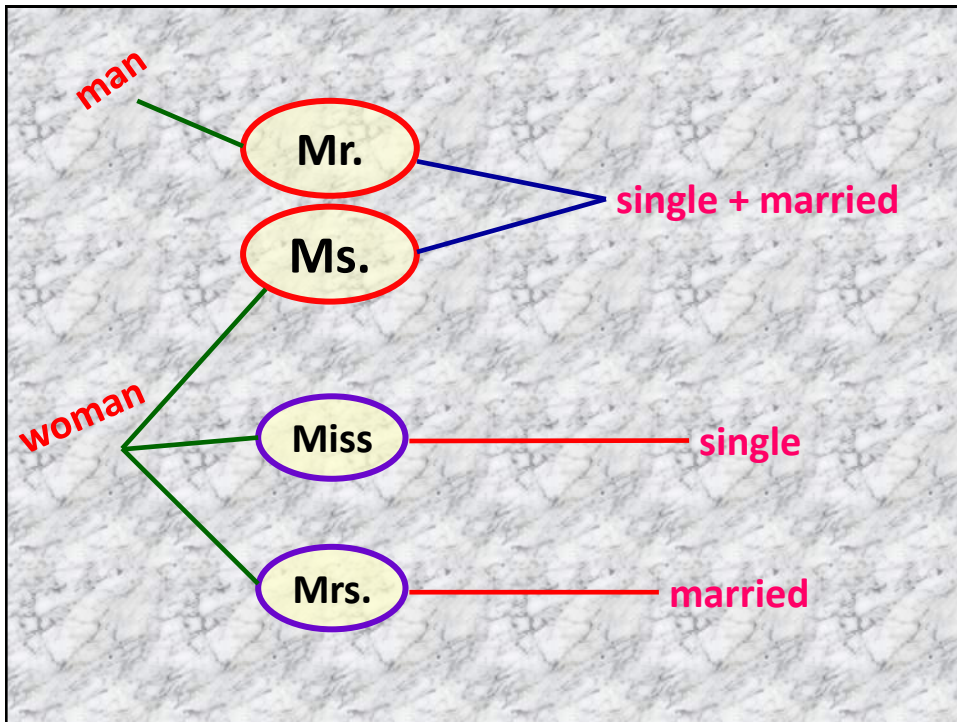 man
Mr.
single + married
Ms.
woman
Miss
single
Mrs.
married